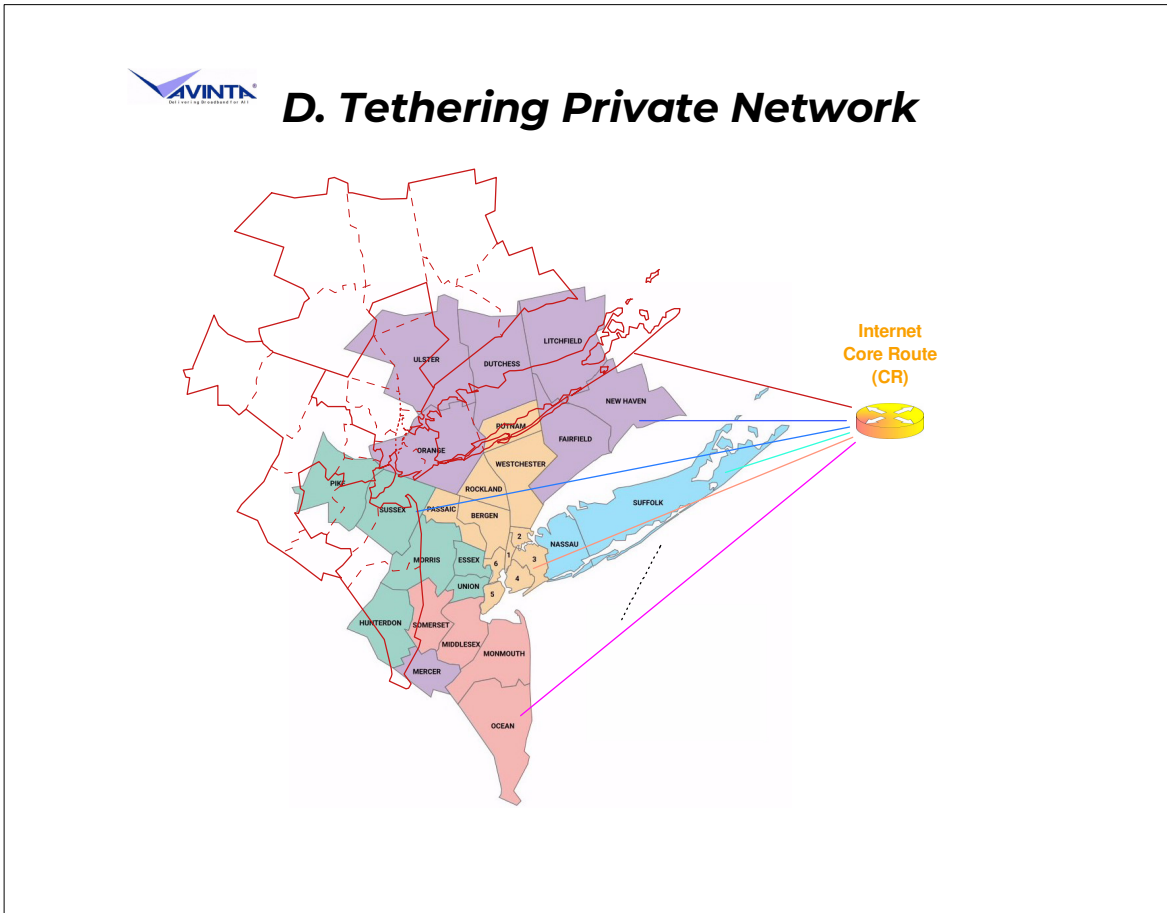 AVINTA®
Delivering Broadband for All
D. Tethering Private Network
Internet
Core Route
(CR)
LITCHFIELD
ULSTER
DUTCHESS
NEW HAVEN
PUTNAM
FAIRFIELD
ORANGE
WESTCHESTER
PIKE
ROCKLAND
SUFFOLK
SUSSEX
PASSAIC
BERGEN
2
NASSAU
1
3
MORRIS
ESSEX
6
4
UNION
5
HUNTERDON
SOMERSET
MIDDLESEX
MONMOUTH
MERCER
OCEAN